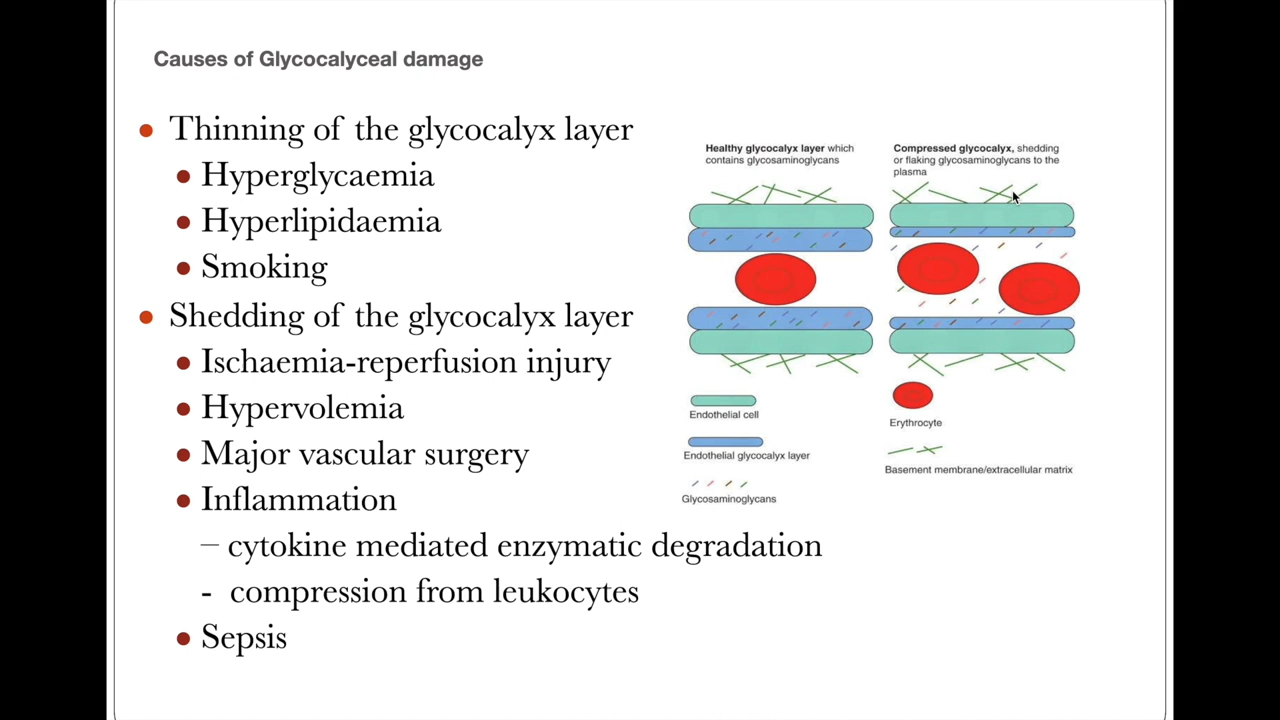 Causes of Glycocalyceal damage
• Thinning of the glycocalyx layer
• Hyperglycaemia
• Hyperlipidaemia
• Smoking
• Shedding of the glycocalyx layer
• Ischaemia-reperfusion injury
• Hypervolemia
• Major vascular surgery
• Inflammation
– cytokine mediated enzymatic degradation
- compression from leukocytes
• Sepsis
Healthy glycocalyx layer which
contains glycosaminoglycans
Compressed glycocalyx, shedding
or flaking glycosaminoglycans to the
plasma
Endothelial cell
Endothelial glycocalyx layer
Glycosaminoglycans
Erythrocyte
Basement membrane/extracellular matrix